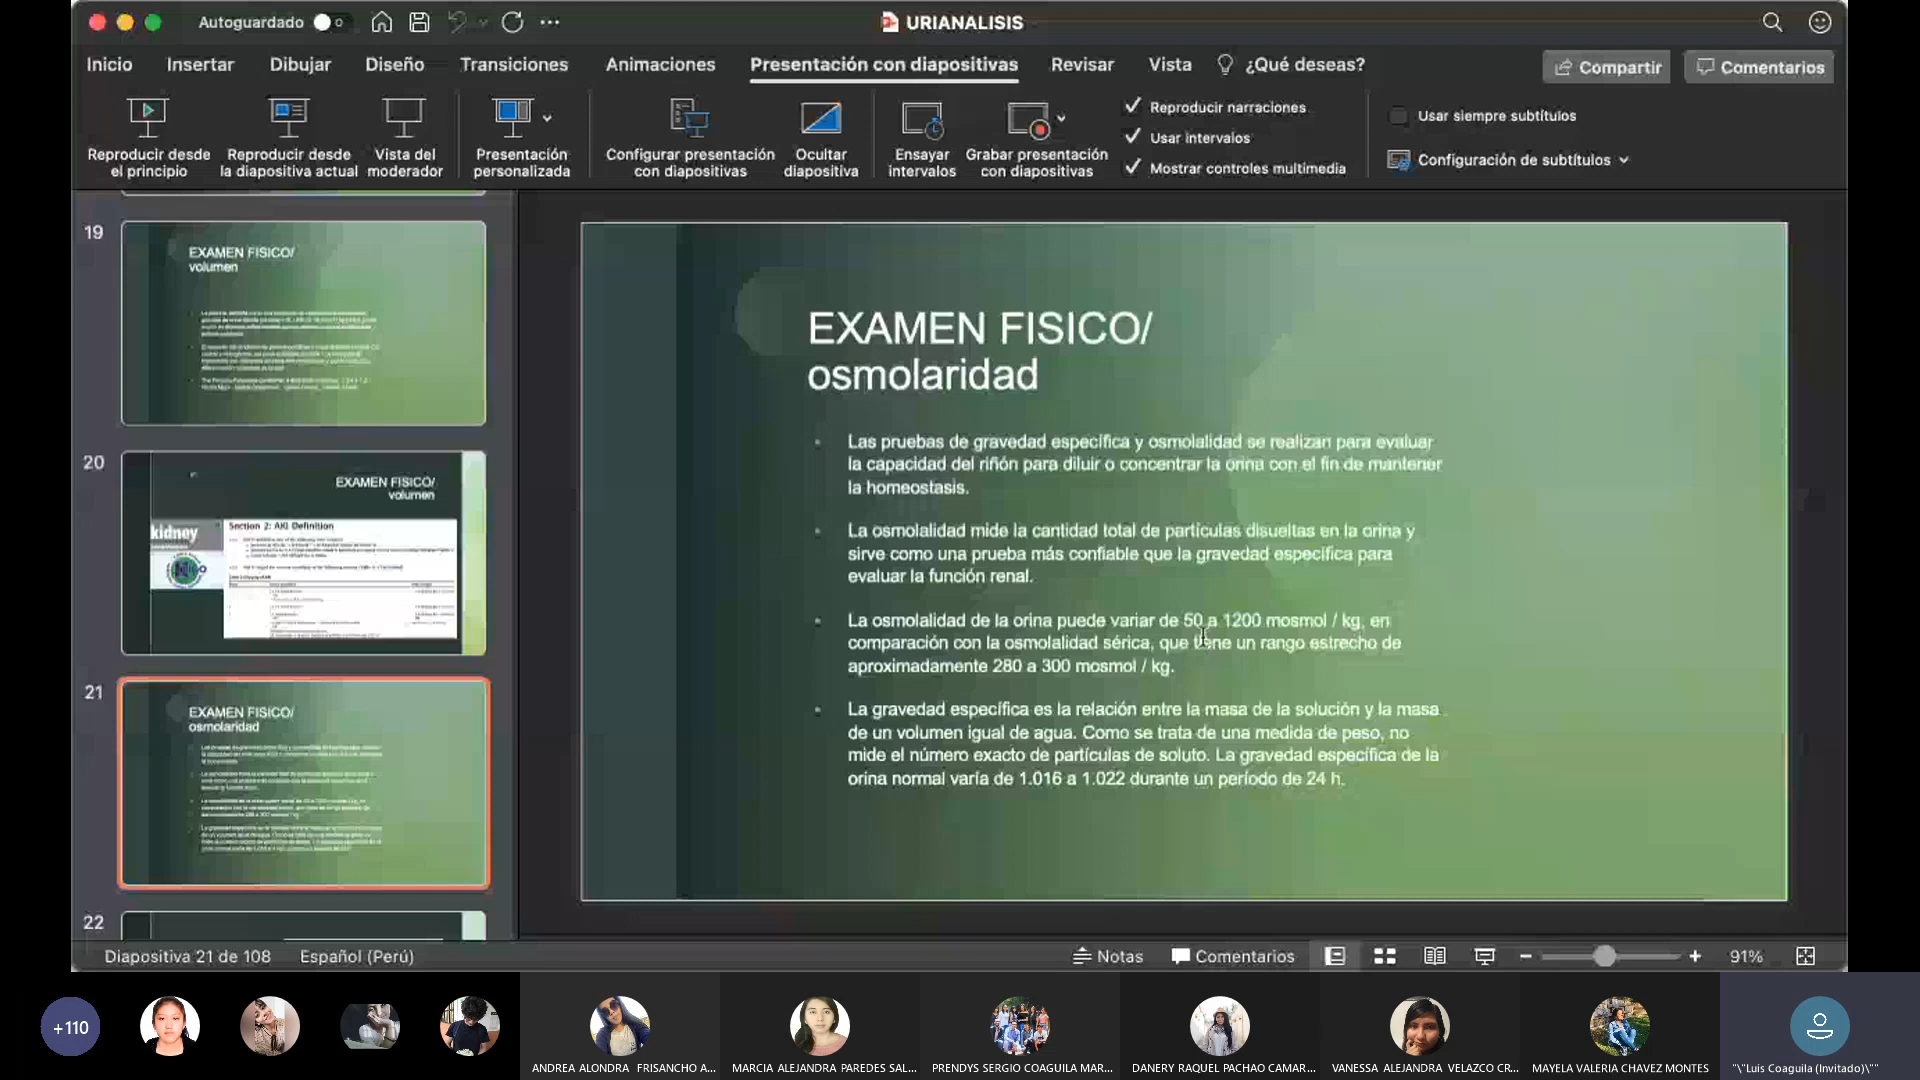 Autoguardado
URIANALISIS
Inicio Insertar Dibujar Diseño Transiciones Animaciones Presentación con diapositivas Revisar Vista ¿Qué deseas? Compartir Comentarios
Reproducir desde el principio
Reproducir desde la diapositiva actual
Vista del moderador
Presentación personalizada
Configurar presentación con diapositivas
Ocultar diapositiva
Ensayar intervalos
Grabar presentación con diapositivas
Reproducir narraciones
Usar intervalos
Mostrar controles multimedia
Usar siempre subtítulos
Configuración de subtítulos
19
EXAMEN FISICO/
volumen
20
EXAMEN FISICO/
volumen
kidney
Section 2: AKI Definition
21
EXAMEN FISICO/
osmolaridad
22
EXAMEN FISICO/
osmolaridad
Las pruebas de gravedad específica y osmolalidad se realizan para evaluar
la capacidad del riñón para diluir o concentrar la orina con el fin de mantener
la homeostasis.
La osmolalidad mide la cantidad total de partículas disueltas en la orina y
sirve como una prueba más confiable que la gravedad específica para
evaluar la función renal.
La osmolalidad de la orina puede variar de 50 a 1200 mosmol / kg, en
comparación con la osmolalidad sérica, que tiene un rango estrecho de
aproximadamente 280 a 300 mosmol / kg.
La gravedad específica es la relación entre la masa de la solución y la masa
de un volumen igual de agua. Como se trata de una medida de peso, no
mide el número exacto de partículas de soluto. La gravedad específica de la
orina normal varía de 1.016 a 1.022 durante un período de 24 h.
Diapositiva 21 de 108 Español (Perú) Notas Comentarios 91%
+110
ANDREA ALONDRA FRISANCHO A...
MARCIA ALEJANDRA PAREDES SAL...
PRENDYS SERGIO COAGUILA MAR...
DANERY RAQUEL PACHAO CAMAR...
VANESSA ALEJANDRA VELAZCO CR...
MAYELA VALERIA CHAVEZ MONTES
"\"Luis Coaguila (Invitado)\""